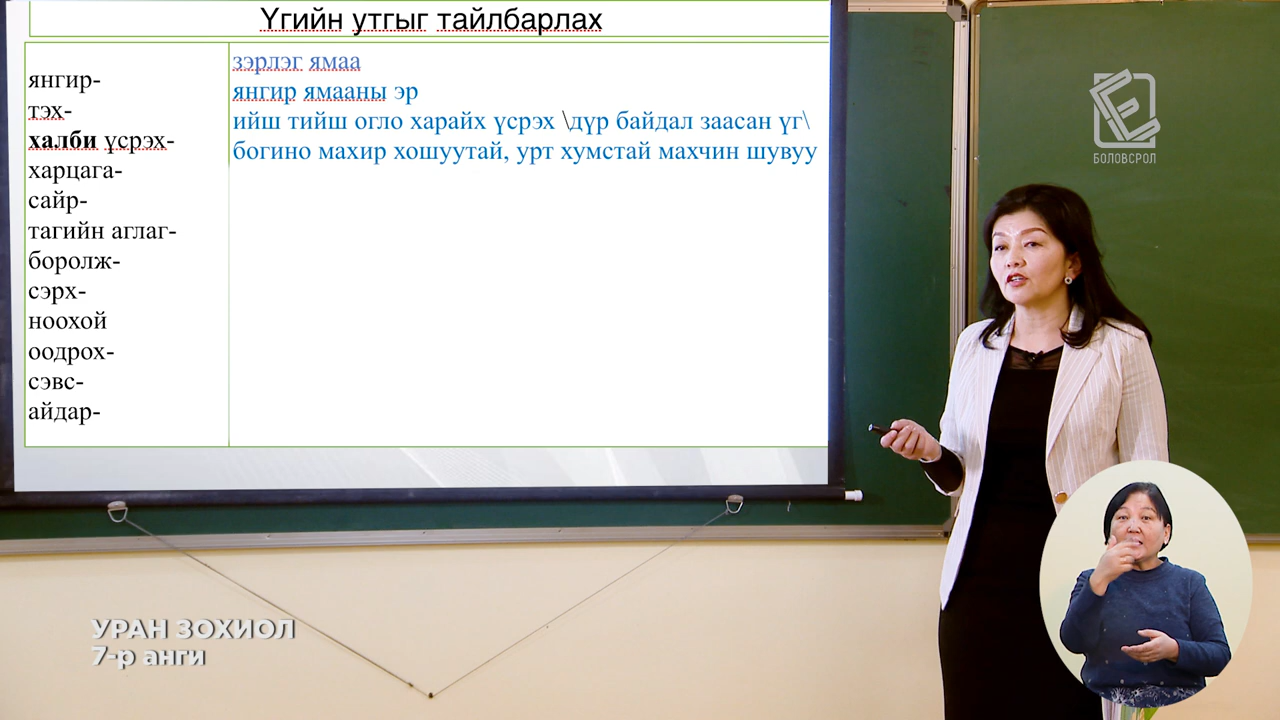 Үгийн утгыг тайлбарлах
янгир-
тэх-
халби үсрэх-
харцага-
сайр-
тагийн аглаг-
боролж-
сэрх-
ноохой
оодрох-
сэвс-
айдар-
зэрлэг ямаа
янгир ямааны эр
ийш тийш огло харайх үсрэх \дүр байдал заасан үг\
богино махир хошуутай, урт хумстай махчин шувуу
БОЛОВСРОЛ
УРАН ЗОХИОЛ
7-р анги